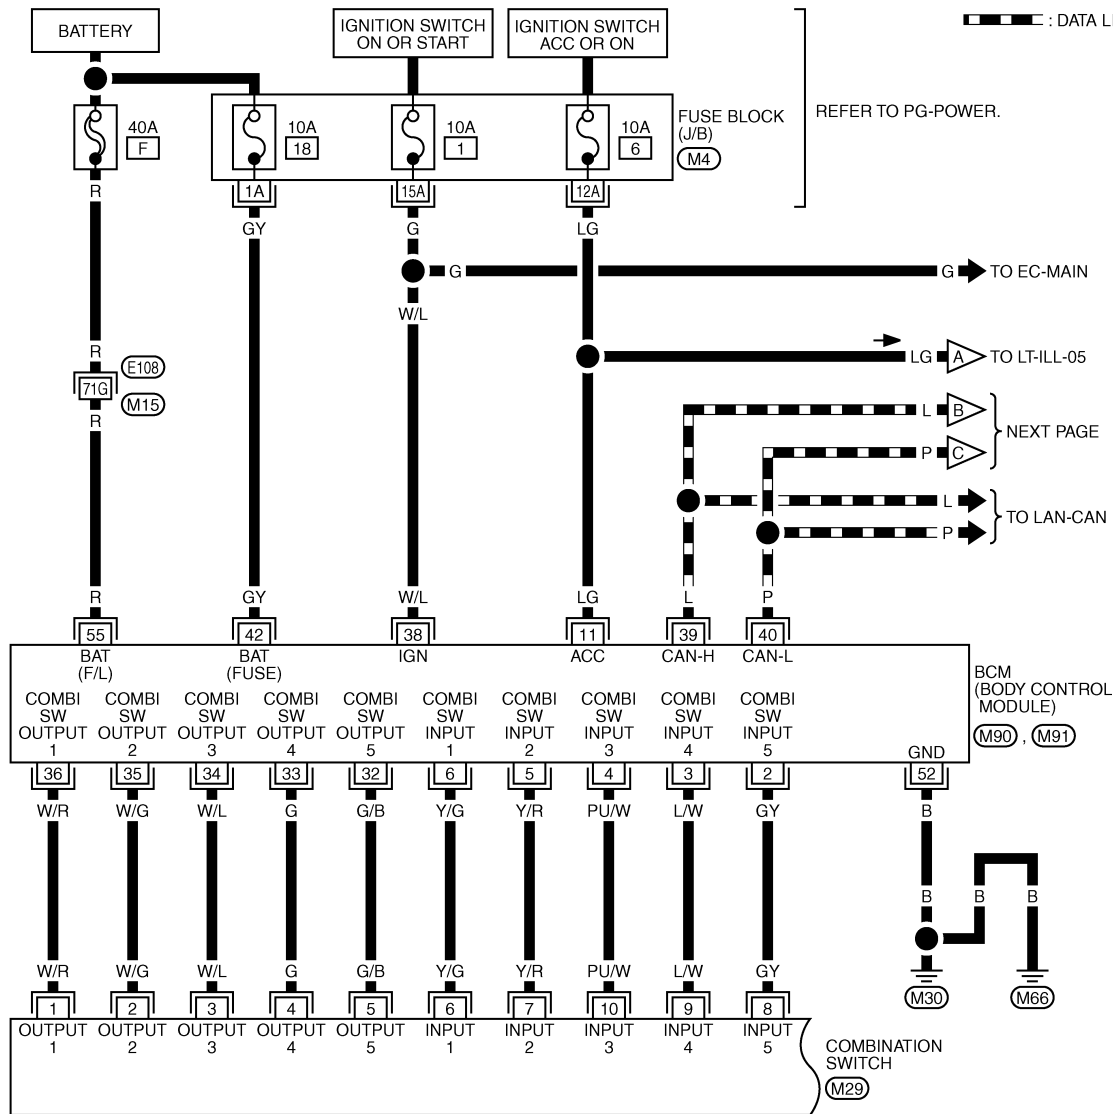 BATTERY
IGNITION SWITCH
ON OR START
IGNITION SWITCH
ACC OR ON
: DATA LI
40A
F
10A
18
10A
1
10A
6
FUSE BLOCK
(J/B)
M4
REFER TO PG-POWER.
1A
15A
12A
R
GY
G
LG
G
G
TO EC-MAIN
W/L
LG
A
TO LT-ILL-05
R
E108
71G
M15
R
L
B
P
C
NEXT PAGE
L
P
TO LAN-CAN
R
GY
W/L
LG
L
P
55
42
38
11
39
40
BAT
(F/L)
BAT
(FUSE)
IGN
ACC
CAN-H
CAN-L
BCM
(BODY CONTROL
MODULE)
M90 , M91
COMBI
SW
OUTPUT
1
COMBI
SW
OUTPUT
2
COMBI
SW
OUTPUT
3
COMBI
SW
OUTPUT
4
COMBI
SW
OUTPUT
5
COMBI
SW
INPUT
1
COMBI
SW
INPUT
2
COMBI
SW
INPUT
3
COMBI
SW
INPUT
4
COMBI
SW
INPUT
5
GND
36
35
34
33
32
6
5
4
3
2
52
W/R
W/G
W/L
G
G/B
Y/G
Y/R
PU/W
L/W
GY
B
B
B
B
W/R
W/G
W/L
G
G/B
Y/G
Y/R
PU/W
L/W
GY
M30
M66
1
2
3
4
5
6
7
10
9
8
OUTPUT
1
OUTPUT
2
OUTPUT
3
OUTPUT
4
OUTPUT
5
INPUT
1
INPUT
2
INPUT
3
INPUT
4
INPUT
5
COMBINATION
SWITCH
M29